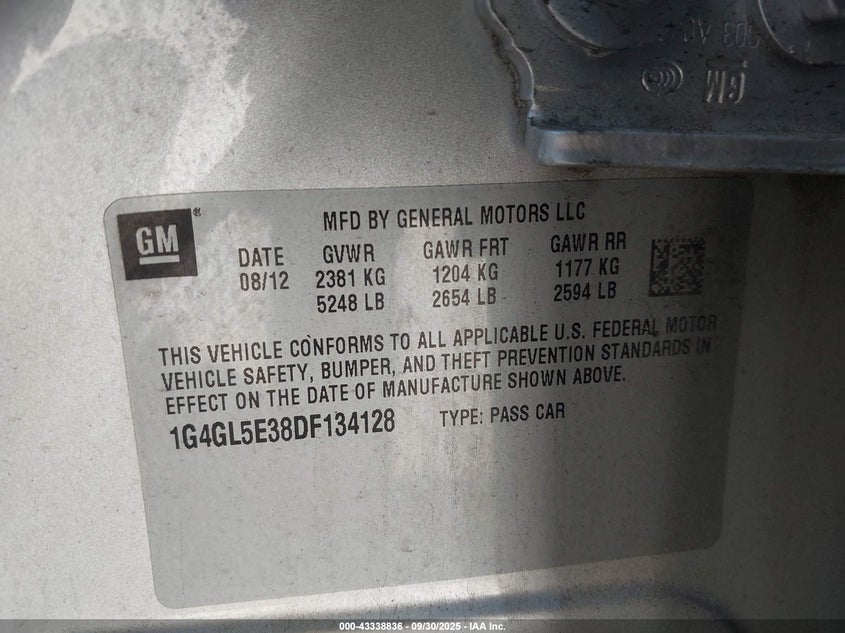 503 AU
GM
GM®
MFD BY GENERAL MOTORS LLC
DATE GVWR GAWR FRT GAWR RR
08/12 2381 KG 1204 KG 1177 KG
5248 LB 2654 LB 2594 LB
THIS VEHICLE CONFORMS TO ALL APPLICABLE U.S. FEDERAL MOTOR
VEHICLE SAFETY, BUMPER, AND THEFT PREVENTION STANDARDS IN
EFFECT ON THE DATE OF MANUFACTURE SHOWN ABOVE.
1G4GL5E38DF134128 TYPE: PASS CAR
000-43338836 - 09/30/2025 - IAA Inc.